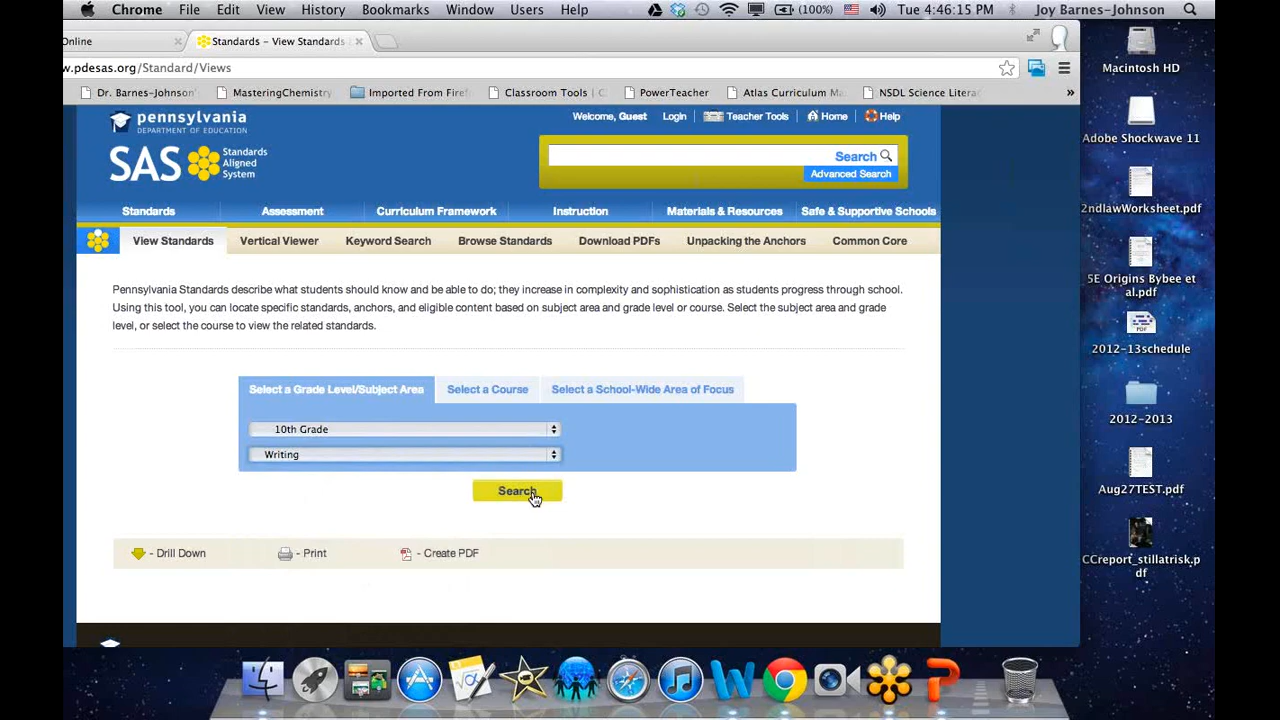 Chrome File Edit View History Bookmarks Window Users Help (100%) Tue 4:46:15 PM Joy Barnes-Johnson
Online Standards - View Standards
w.pdesas.org/Standard/Views
Dr. Barnes-Johnson' MasteringChemistry Imported From Firef Classroom Tools | C PowerTeacher Atlas Curriculum Ma NSDL Science Litera »
pennsylvania
DEPARTMENT OF EDUCATION
SAS Standards
Aligned
System
Welcome, Guest Login Teacher Tools Home Help
Search
Advanced Search
Standards Assessment Curriculum Framework Instruction Materials & Resources Safe & Supportive Schools
View Standards Vertical Viewer Keyword Search Browse Standards Download PDFs Unpacking the Anchors Common Core
Pennsylvania Standards describe what students should know and be able to do; they increase in complexity and sophistication as students progress through school.
Using this tool, you can locate specific standards, anchors, and eligible content based on subject area and grade level or course. Select the subject area and grade
level, or select the course to view the related standards.
Select a Grade Level/Subject Area Select a Course Select a School-Wide Area of Focus
10th Grade
Writing
Search
- Drill Down - Print - Create PDF
Macintosh HD
Adobe Shockwave 11
2ndlawWorksheet.pdf
5E Origins Bybee et
al.pdf
PDF
2012-13schedule
2012-2013
Aug27TEST.pdf
CCreport_stillatrisk.p
df